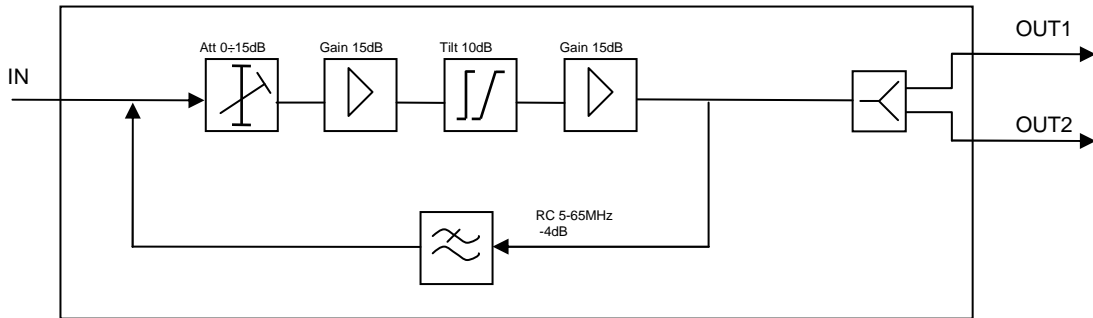 OUT1
Att 0÷15dB
Gain 15dB
Tilt 10dB
Gain 15dB
IN
OUT2
RC 5-65MHz
-4dB